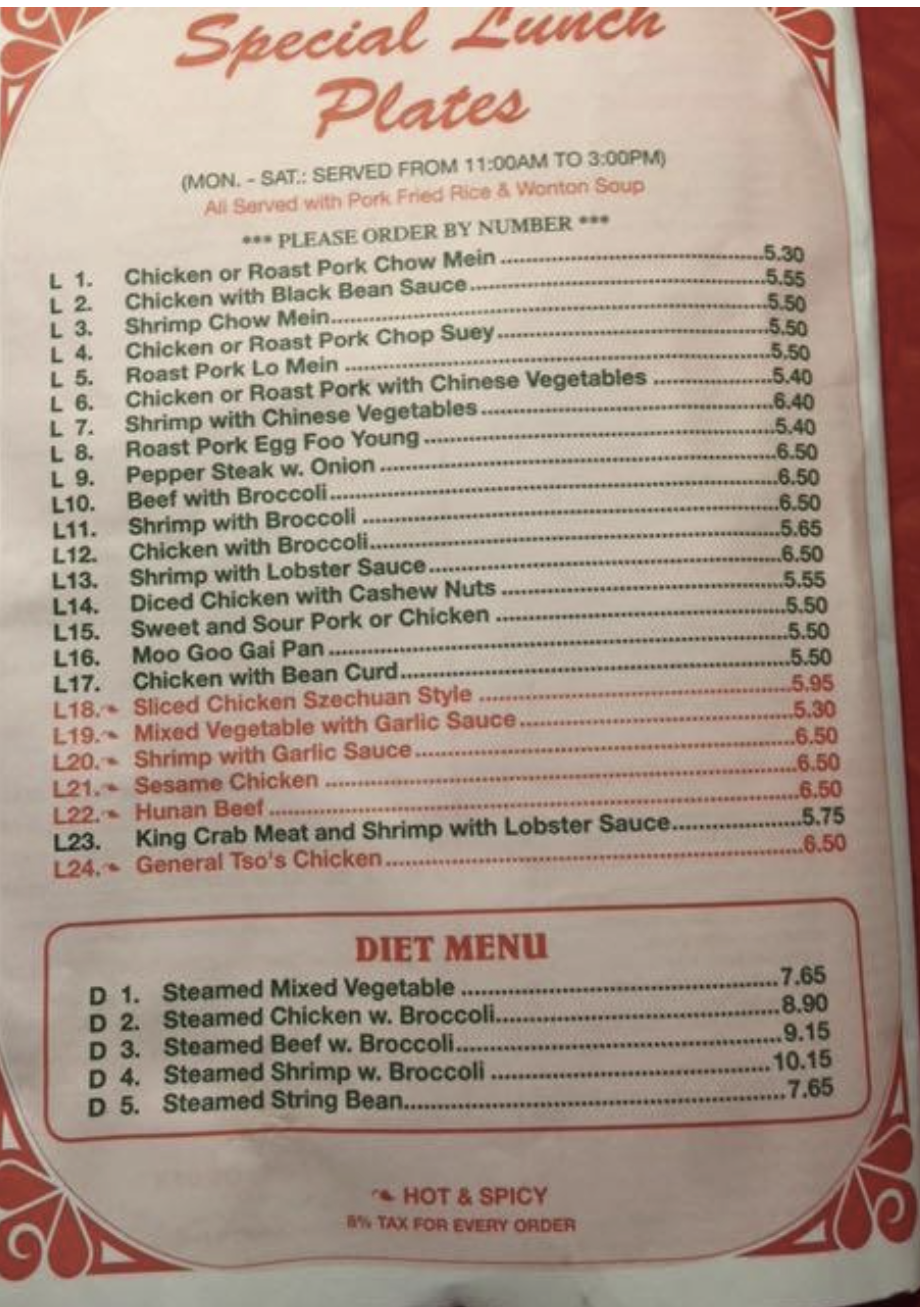 Special Lunch
Plates
(MON. - SAT.: SERVED FROM 11:00AM TO 3:00PM)
All Served with Pork Fried Rice & Wonton Soup
*** PLEASE ORDER BY NUMBER ***
L 1. Chicken or Roast Pork Chow Mein 5.30
L 2. Chicken with Black Bean Sauce 5.55
L 3. Shrimp Chow Mein 5.50
L 4. Chicken or Roast Pork Chop Suey 5.50
L 5. Roast Pork Lo Mein 5.50
L 6. Chicken or Roast Pork with Chinese Vegetables 5.40
L 7. Shrimp with Chinese Vegetables 6.40
L 8. Roast Pork Egg Foo Young 5.40
L 9. Pepper Steak w. Onion 6.50
L10. Beef with Broccoli 6.50
L11. Shrimp with Broccoli 6.50
L12. Chicken with Broccoli 5.65
L13. Shrimp with Lobster Sauce 6.50
L14. Diced Chicken with Cashew Nuts 5.55
L15. Sweet and Sour Pork or Chicken 5.50
L16. Moo Goo Gai Pan 5.50
L17. Chicken with Bean Curd 5.50
L18. Sliced Chicken Szechuan Style 5.95
L19. Mixed Vegetable with Garlic Sauce 5.30
L20. Shrimp with Garlic Sauce 6.50
L21. Sesame Chicken 6.50
L22. Hunan Beef 6.50
L23. King Crab Meat and Shrimp with Lobster Sauce 5.75
L24. General Tso's Chicken 6.50
DIET MENU
D 1. Steamed Mixed Vegetable 7.65
D 2. Steamed Chicken w. Broccoli 8.90
D 3. Steamed Beef w. Broccoli 9.15
D 4. Steamed Shrimp w. Broccoli 10.15
D 5. Steamed String Bean 7.65
HOT & SPICY
8% TAX FOR EVERY ORDER